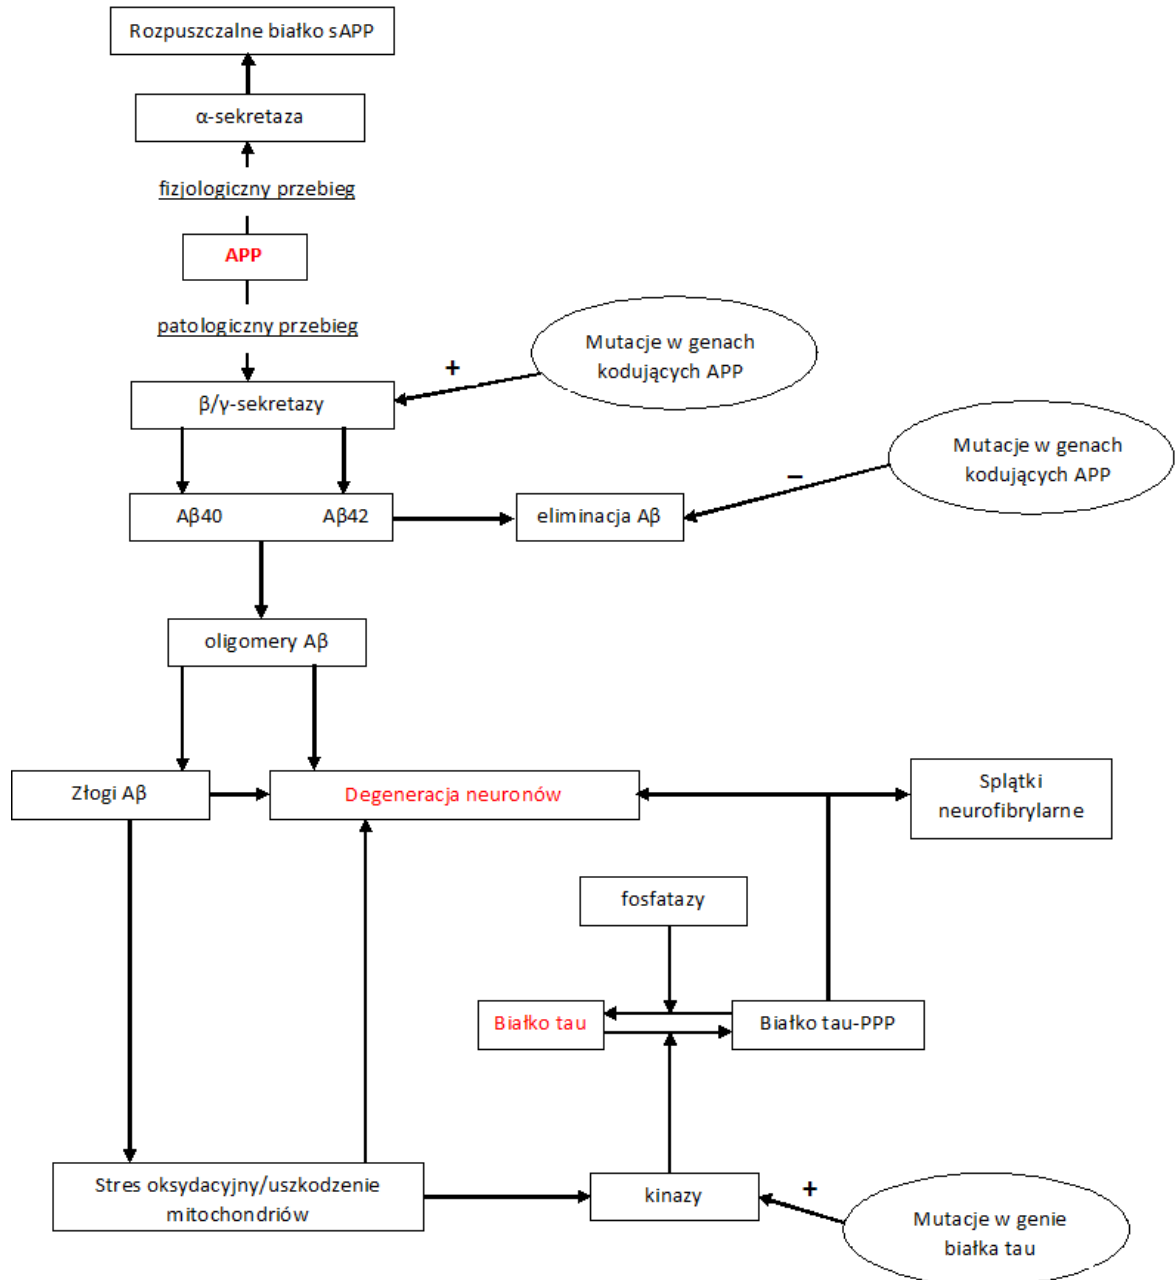 Rozpuszczalne białko sAPP
α-sekretaza
fizjologiczny przebieg
APP
patologiczny przebieg
Mutacje w genach
kodujących APP
+
β/γ-sekretazy
Mutacje w genach
kodujących APP
–
Aβ40 Aβ42
eliminacja Aβ
oligomery Aβ
Złogi Aβ
Degeneracja neuronów
Splątki
neurofibrylarne
fosfatazy
Białko tau
Białko tau-PPP
Stres oksydacyjny/uszkodzenie
mitochondriów
kinazy
+
Mutacje w genie
białka tau